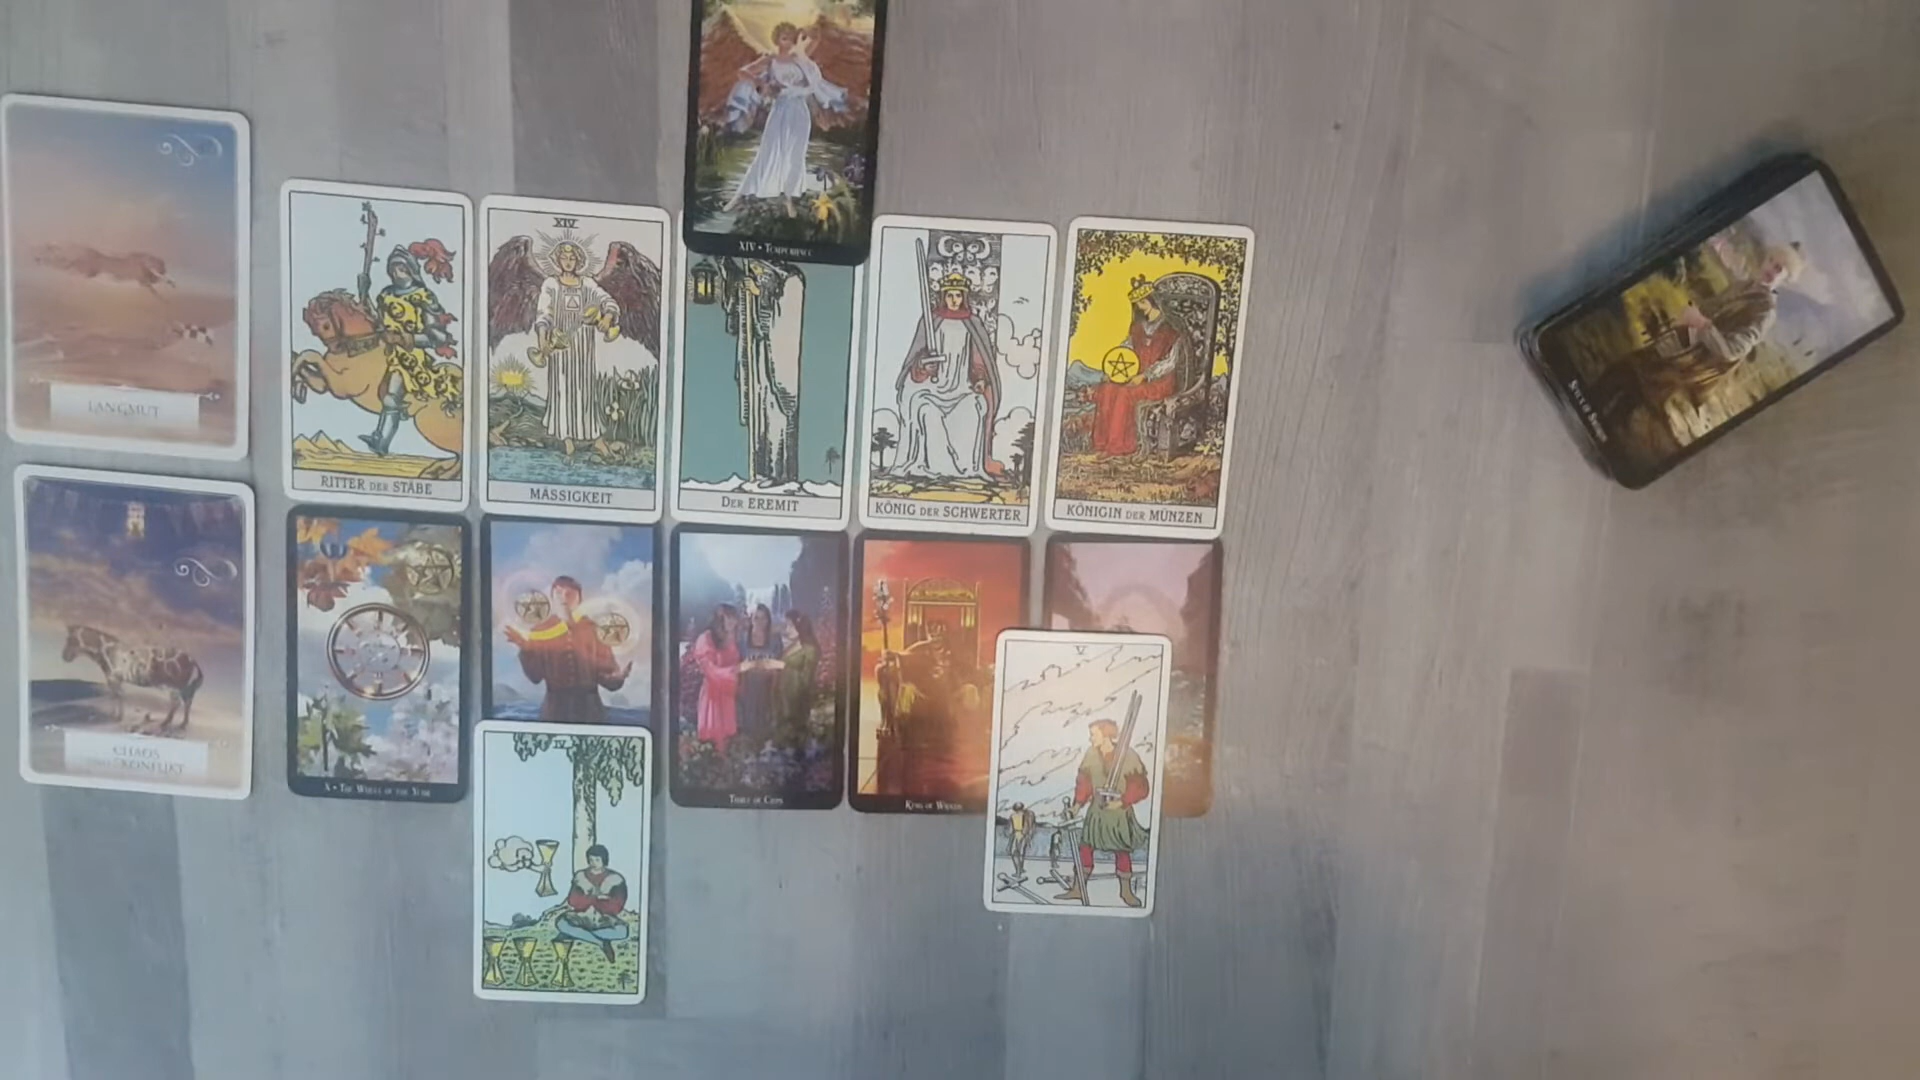 XIV • TEMPERANCE
XIV
LANGMUT
RITTER DER STÄBE
MÄSSIGKEIT
DER EREMIT
KÖNIG DER SCHWERTER
KÖNIGIN DER MÜNZEN
CHAOS
KONFLIKT
X • THE WHEEL OF THE YEAR
THREE OF CUPS
KING OF WANDS
IV
V